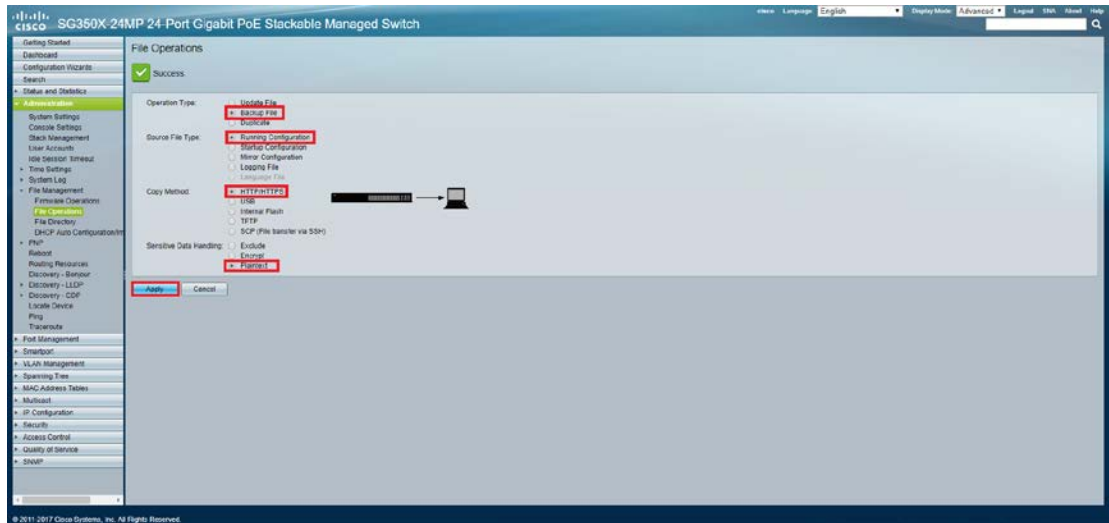 cisco Language: English Display Mode: Advanced Logout SNA About Help
CISCO SG350X-24MP 24-Port Gigabit PoE Stackable Managed Switch
Getting Started
Dashboard
Configuration Wizards
Search
Status and Statistics
Administration
System Settings
Console Settings
Stack Management
User Accounts
Idle Session Timeout
Time Settings
System Log
File Management
Firmware Operations
File Operations
File Directory
DHCP Auto Configuration/Im
PNP
Reboot
Routing Resources
Discovery - Bonjour
Discovery - LLDP
Discovery - CDP
Locate Device
Ping
Traceroute
Port Management
Smartport
VLAN Management
Spanning Tree
MAC Address Tables
Multicast
IP Configuration
Security
Access Control
Quality of Service
SNMP
File Operations
Success.
Operation Type: Update File
Backup File
Duplicate
Source File Type: Running Configuration
Startup Configuration
Mirror Configuration
Logging File
Language File
Copy Method: HTTP/HTTPS
USB
Internal Flash
TFTP
SCP (File transfer via SSH)
Sensitive Data Handling: Exclude
Encrypt
Plaintext
Apply Cancel
© 2011-2017 Cisco Systems, Inc. All Rights Reserved.